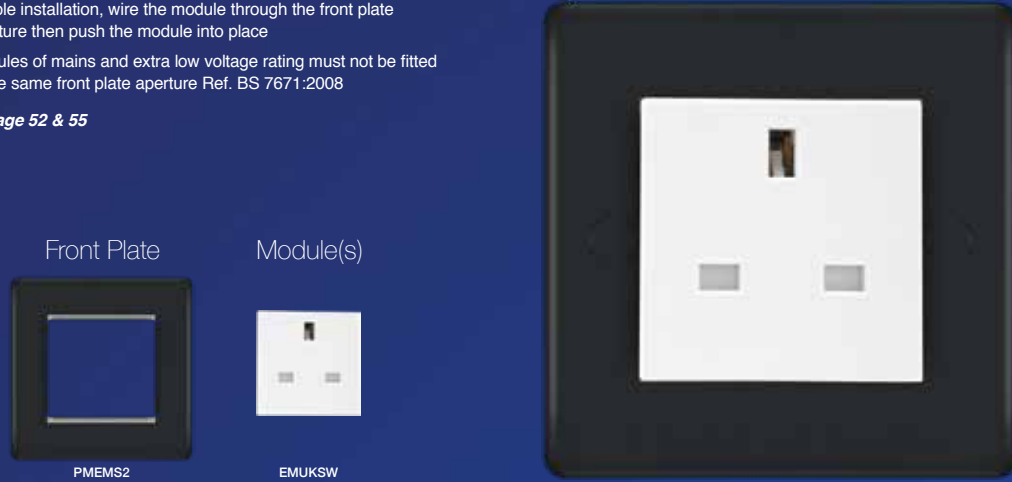 ble installation, wire the module through the front plate
ture then push the module into place
ules of mains and extra low voltage rating must not be fitted
e same front plate aperture Ref. BS 7671:2008
age 52 & 55
Front Plate
Module(s)
PMEMS2
EMUKSW